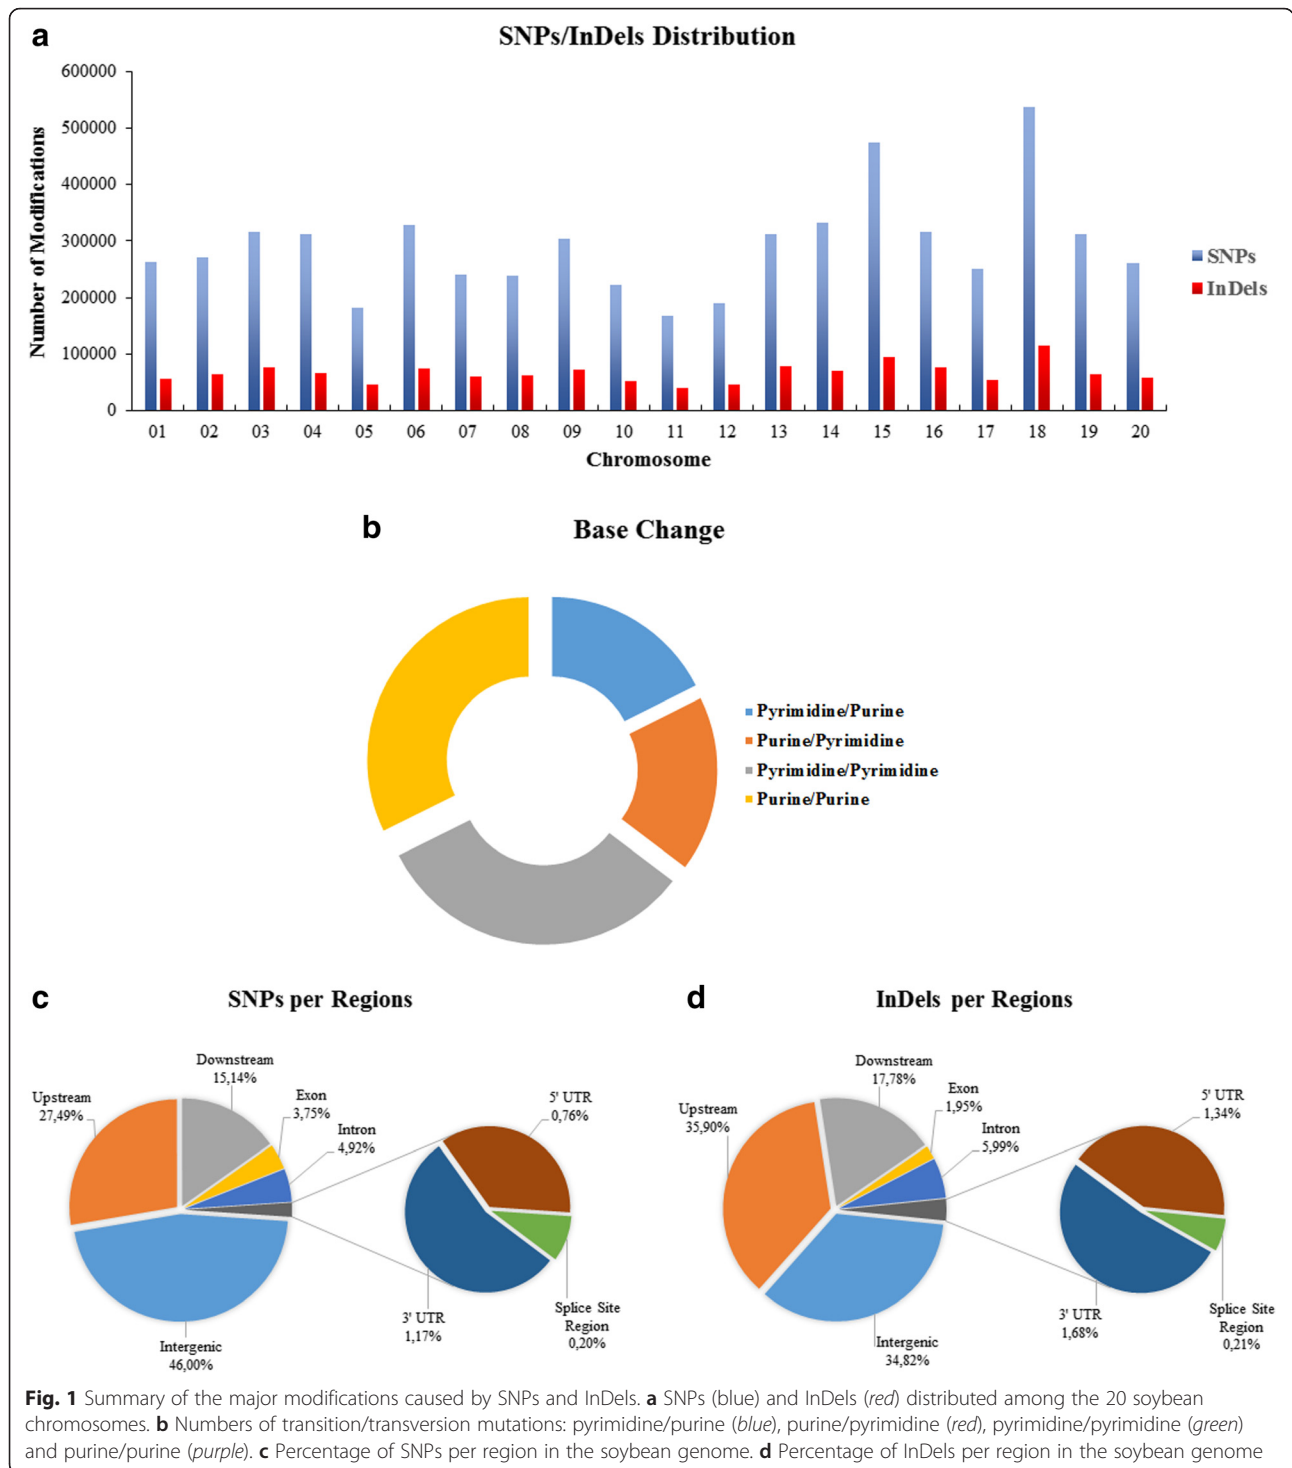 a
SNPs/InDels Distribution
600000
500000
400000
300000
200000
100000
0
Number of Modifications
01 02 03 04 05 06 07 08 09 10 11 12 13 14 15 16 17 18 19 20
Chromosome
SNPs
InDels
b
Base Change
Pyrimidine/Purine
Purine/Pyrimidine
Pyrimidine/Pyrimidine
Purine/Purine
c
SNPs per Regions
Downstream
15,14%
Upstream
27,49%
Exon
3,75%
Intron
4,92%
5' UTR
0,76%
3' UTR
1,17%
Splice Site
Region
0,20%
Intergenic
46,00%
d
InDels per Regions
Downstream
17,78%
Upstream
35,90%
Exon
1,95%
Intron
5,99%
5' UTR
1,34%
3' UTR
1,68%
Splice Site
Region
0,21%
Intergenic
34,82%
Fig. 1 Summary of the major modifications caused by SNPs and InDels. a SNPs (blue) and InDels (red) distributed among the 20 soybean
chromosomes. b Numbers of transition/transversion mutations: pyrimidine/purine (blue), purine/pyrimidine (red), pyrimidine/pyrimidine (green)
and purine/purine (purple). c Percentage of SNPs per region in the soybean genome. d Percentage of InDels per region in the soybean genome